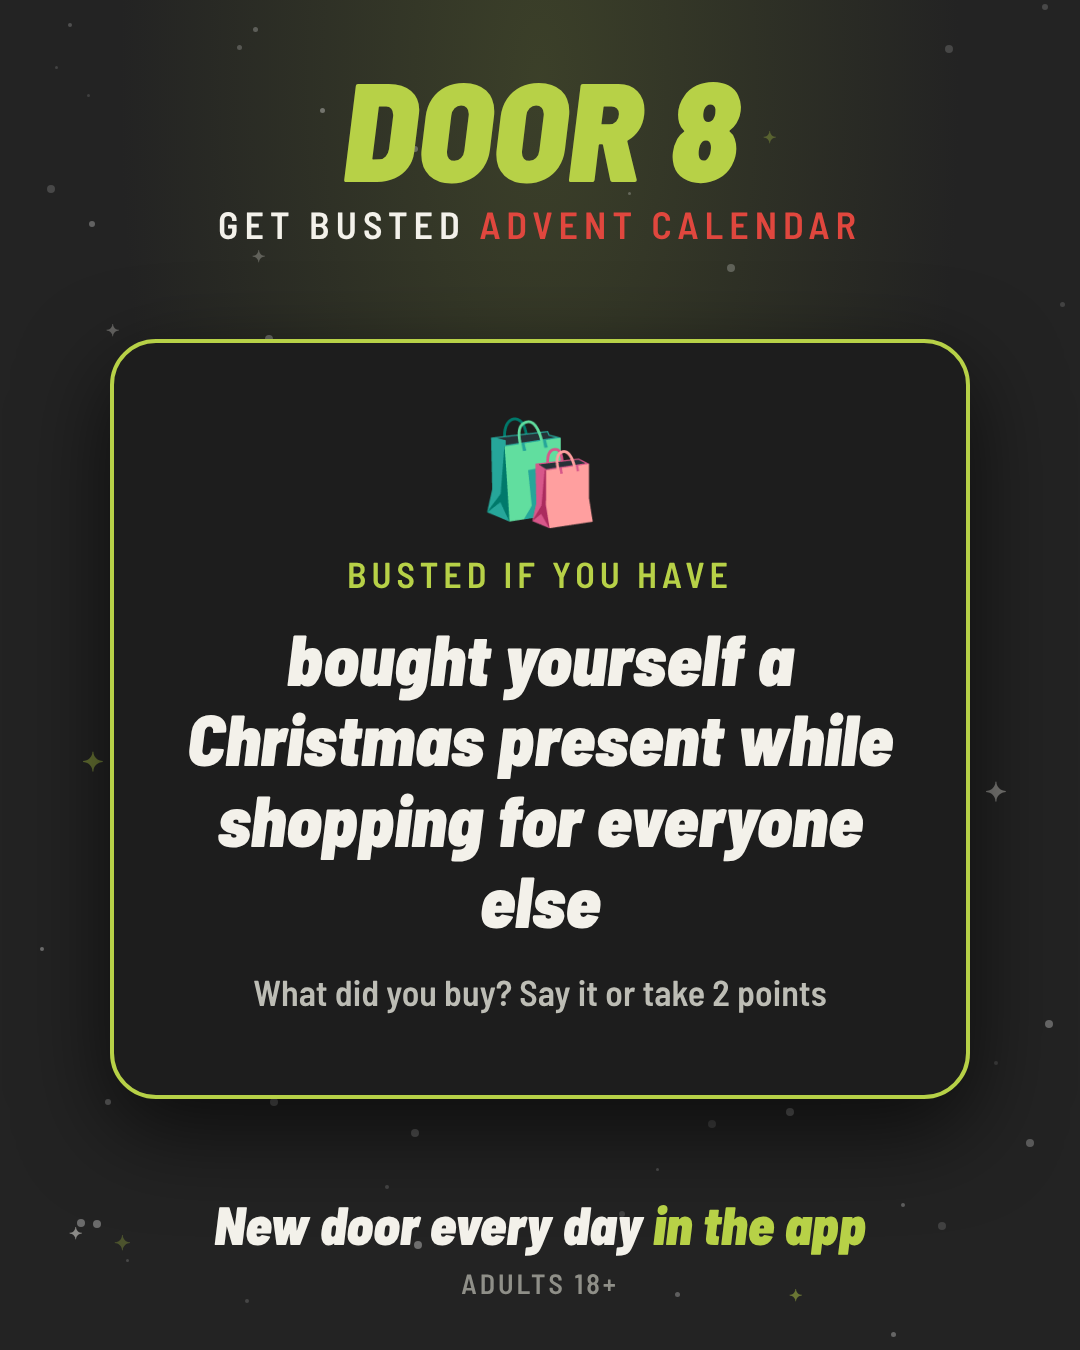 DOOR 8
GET BUSTED ADVENT CALENDAR
BUSTED IF YOU HAVE
bought yourself a
Christmas present while
shopping for everyone
else
What did you buy? Say it or take 2 points
New door every day in the app
ADULTS 18+